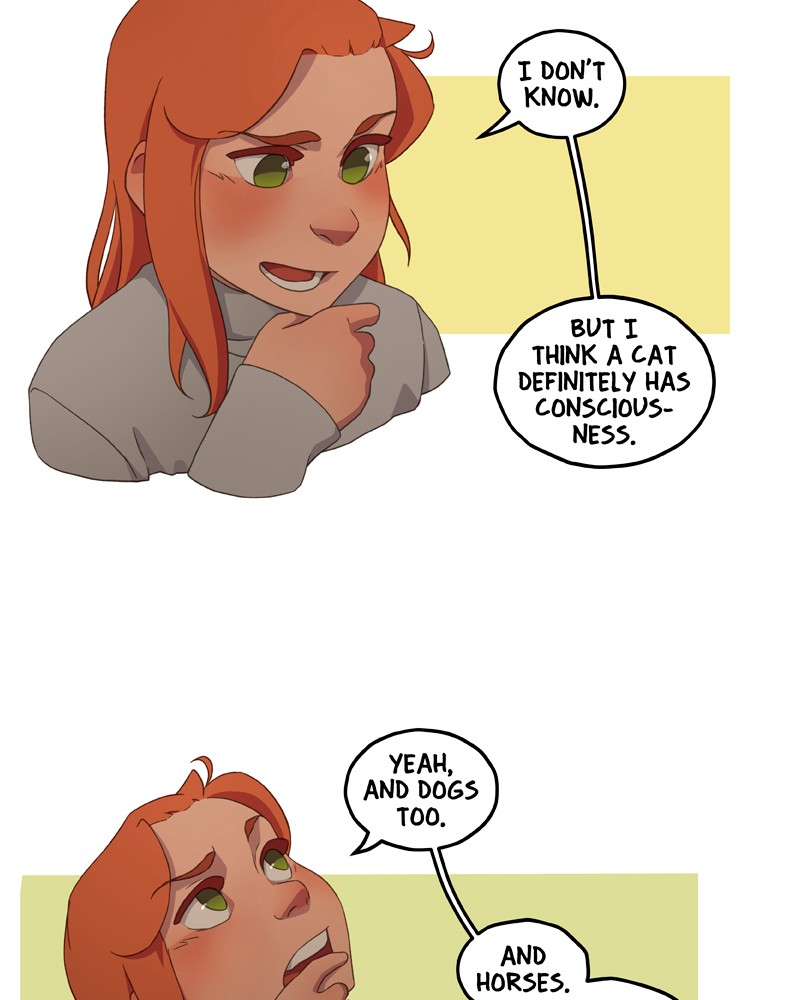 I DON'T
KNOW.
BUT I
THINK A CAT
DEFINITELY HAS
CONSCIOUS-
NESS.
YEAH,
AND DOGS
TOO.
AND
HORSES.